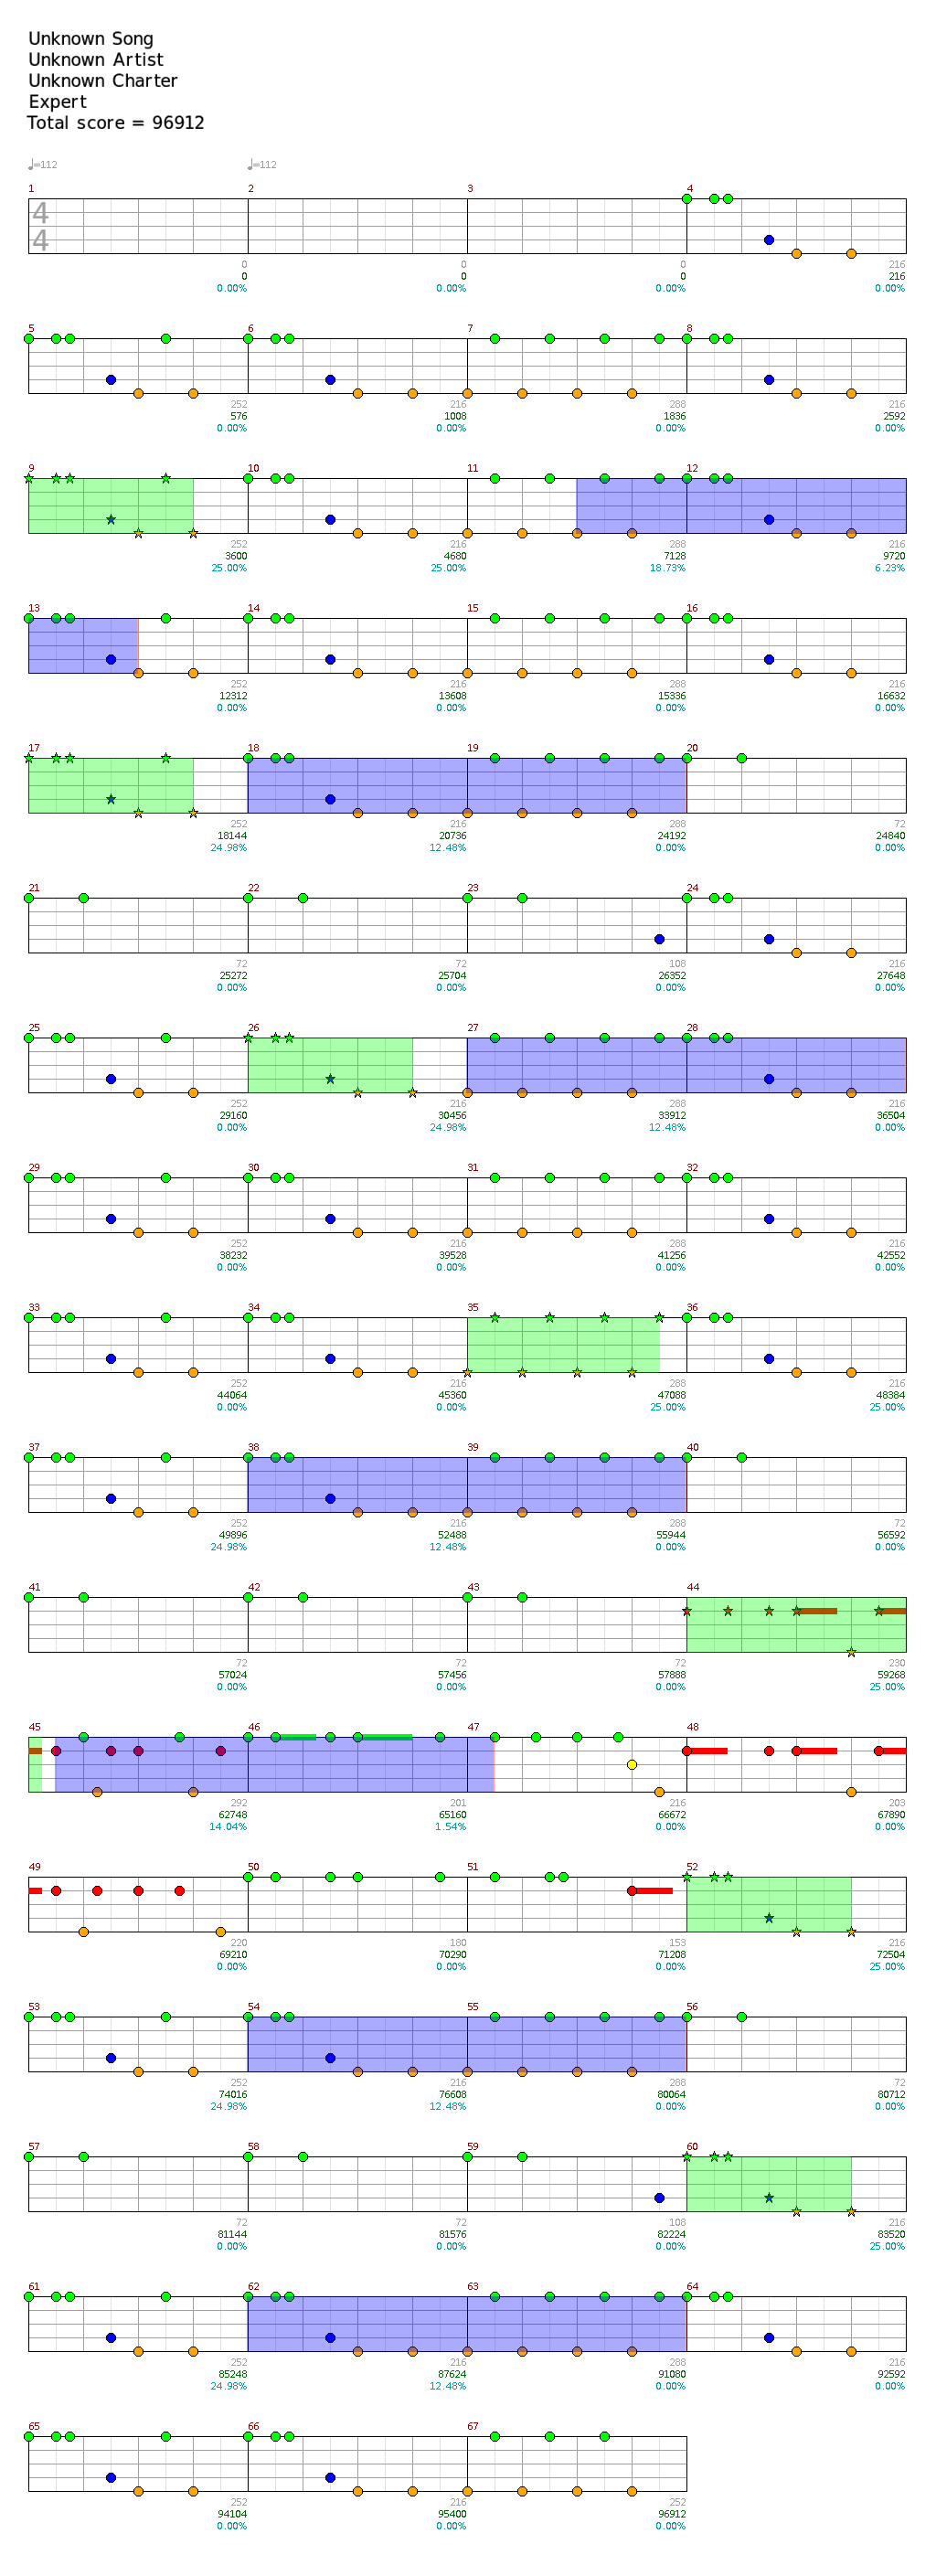 Unknown Song
Unknown Artist
Unknown Charter
Expert
Total score = 96912
♩=112 ♩=112
1 2 3 4
4
4
0 0 0 216
0 0 0 216
0.00% 0.00% 0.00% 0.00%
5 6 7 8
252 216 288 216
576 1008 1836 2592
0.00% 0.00% 0.00% 0.00%
9 10 11 12
252 216 288 216
3600 4680 7128 9720
25.00% 25.00% 18.73% 6.23%
13 14 15 16
252 216 288 216
12312 13608 15336 16632
0.00% 0.00% 0.00% 0.00%
17 18 19 20
252 216 288 72
18144 20736 24192 24840
24.98% 12.48% 0.00% 0.00%
21 22 23 24
72 72 108 216
25272 25704 26352 27648
0.00% 0.00% 0.00% 0.00%
25 26 27 28
252 216 288 216
29160 30456 33912 36504
0.00% 24.98% 12.48% 0.00%
29 30 31 32
252 216 288 216
38232 39528 41256 42552
0.00% 0.00% 0.00% 0.00%
33 34 35 36
252 216 288 216
44064 45360 47088 48384
0.00% 0.00% 25.00% 25.00%
37 38 39 40
252 216 288 72
49896 52488 55944 56592
24.98% 12.48% 0.00% 0.00%
41 42 43 44
72 72 72 230
57024 57456 57888 59268
0.00% 0.00% 0.00% 25.00%
45 46 47 48
292 201 216 203
62748 65160 66672 67890
14.04% 1.54% 0.00% 0.00%
49 50 51 52
220 180 153 216
69210 70290 71208 72504
0.00% 0.00% 0.00% 25.00%
53 54 55 56
252 216 288 72
74016 76608 80064 80712
24.98% 12.48% 0.00% 0.00%
57 58 59 60
72 72 108 216
81144 81576 82224 83520
0.00% 0.00% 0.00% 25.00%
61 62 63 64
252 216 288 216
85248 87624 91080 92592
24.98% 12.48% 0.00% 0.00%
65 66 67
252 216 252
94104 95400 96912
0.00% 0.00% 0.00%